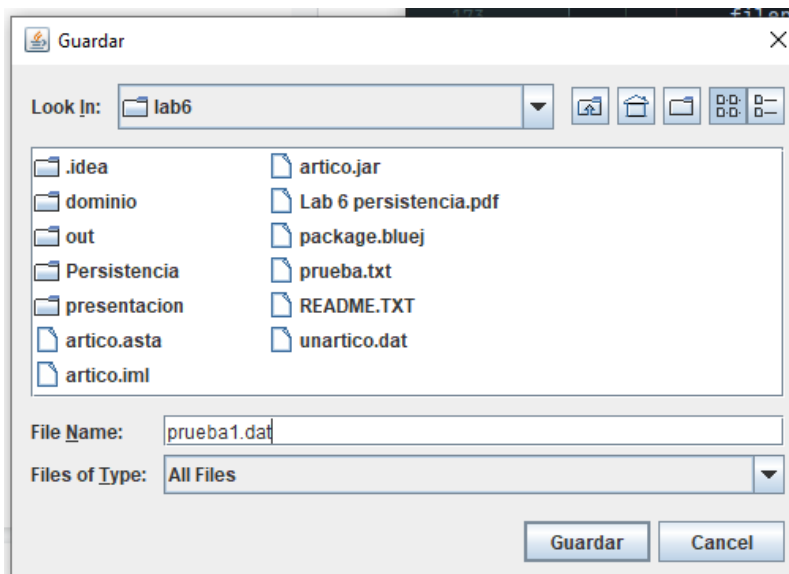 173
filen
Guardar
Look In:
lab6
.idea
dominio
out
Persistencia
presentacion
artico.asta
artico.iml
artico.jar
Lab 6 persistencia.pdf
package.bluej
prueba.txt
README.TXT
unartico.dat
File Name: prueba1.dat
Files of Type: All Files
Guardar Cancel